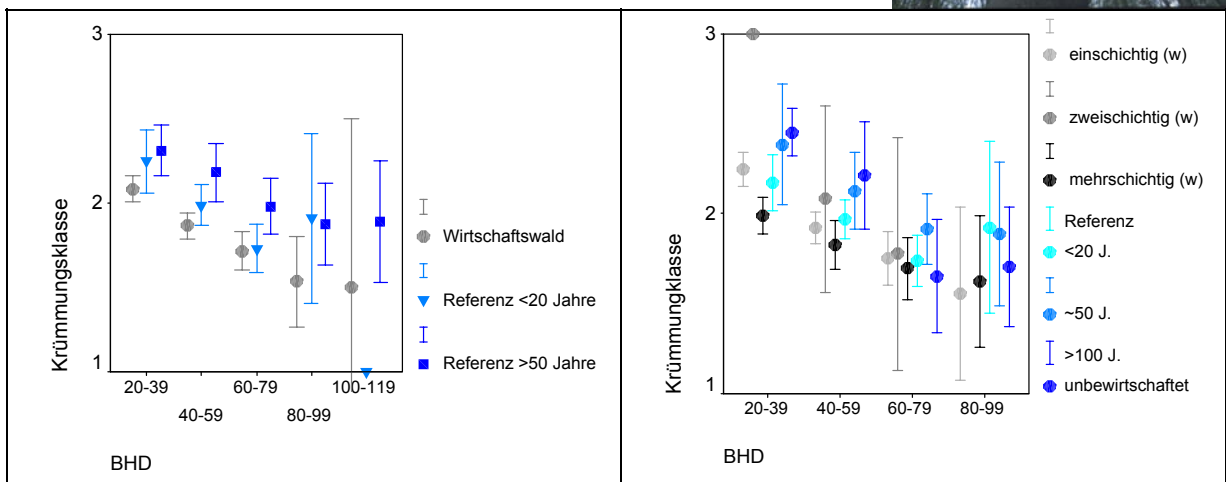 3
2
1
Krümmungsklasse
20-39
60-79
100-119
40-59
80-99
BHD
Wirtschaftswald
Referenz <20 Jahre
Referenz >50 Jahre
3
2
1
Krümmungklasse
20-39
40-59
60-79
80-99
BHD
einschichtig (w)
zweischichtig (w)
mehrschichtig (w)
Referenz
<20 J.
~50 J.
>100 J.
unbewirtschaftet